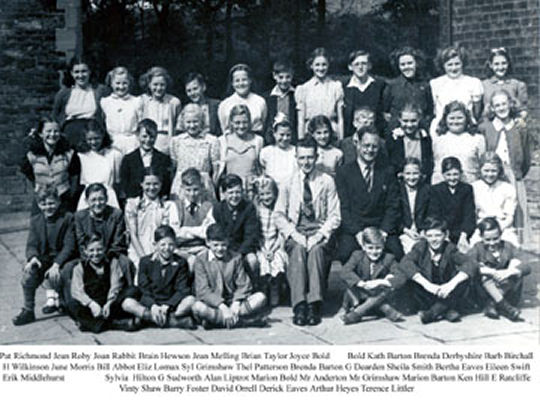 Pat Richmond Jean Roby Joan Rabbit Brain Hewson Jean Melling Brian Taylor Joyce Bold Bold Kath Barton Brenda Derbyshire Barb Birchall
H Wilkinson June Morris Bill Abbot Eliz Lomax Syl Grimshaw Thel Patterson Brenda Barton G Dearden Sheila Smith Bertha Eaves Eileen Swift
Erik Middlehurst Sylvia Hilton G Sudworth Alan Liptrot Marion Bold Mr Anderton Mr Grimshaw Marion Barton Ken Hill E Ratcliffe
Vinty Shaw Barry Foster David Orrell Derick Eaves Arthur Heyes Terence Littler